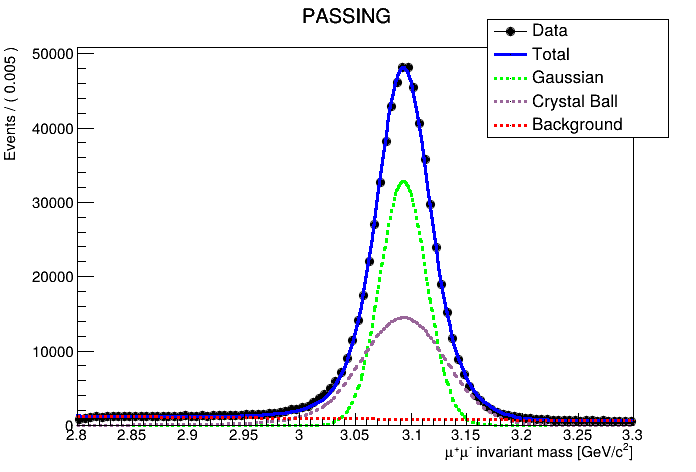 PASSING
Data
Total
Gaussian
Crystal Ball
Background
Events / ( 0.005 )
50000
40000
30000
20000
10000
0
2.8 2.85 2.9 2.95 3 3.05 3.1 3.15 3.2 3.25 3.3
μ⁺μ⁻ invariant mass [GeV/c²]